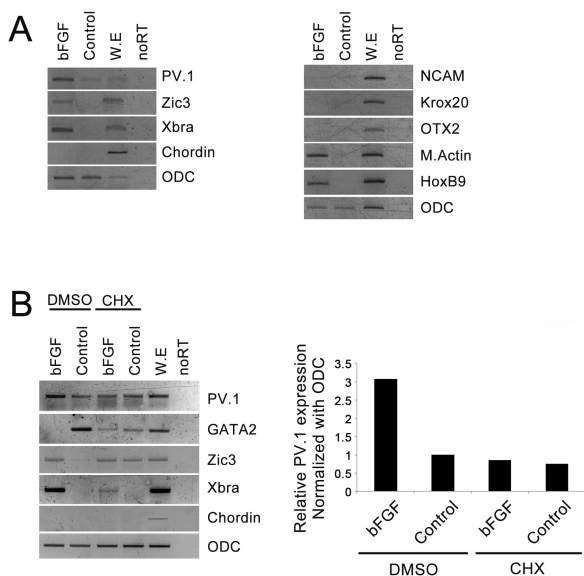 A
bFGF Control W.E noRT
PV.1
Zic3
Xbra
Chordin
ODC
bFGF Control W.E noRT
NCAM
Krox20
OTX2
M.Actin
HoxB9
ODC
B
DMSO CHX
bFGF Control bFGF Control W.E noRT
PV.1
GATA2
Zic3
Xbra
Chordin
ODC
Relative PV.1 expression
Normalized with ODC
3.5
3
2.5
2
1.5
1
0.5
0
bFGF Control bFGF Control
DMSO CHX